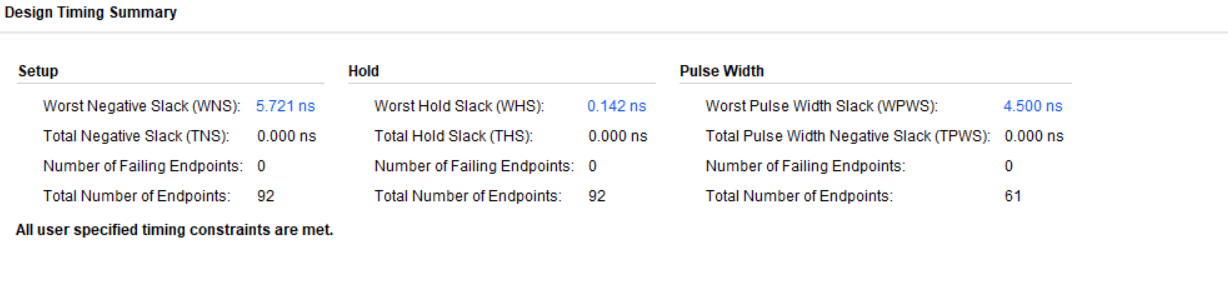 Design Timing Summary
Setup Hold Pulse Width
Worst Negative Slack (WNS): 5.721 ns Worst Hold Slack (WHS): 0.142 ns Worst Pulse Width Slack (WPWS): 4.500 ns
Total Negative Slack (TNS): 0.000 ns Total Hold Slack (THS): 0.000 ns Total Pulse Width Negative Slack (TPWS): 0.000 ns
Number of Failing Endpoints: 0 Number of Failing Endpoints: 0 Number of Failing Endpoints: 0
Total Number of Endpoints: 92 Total Number of Endpoints: 92 Total Number of Endpoints: 61
All user specified timing constraints are met.